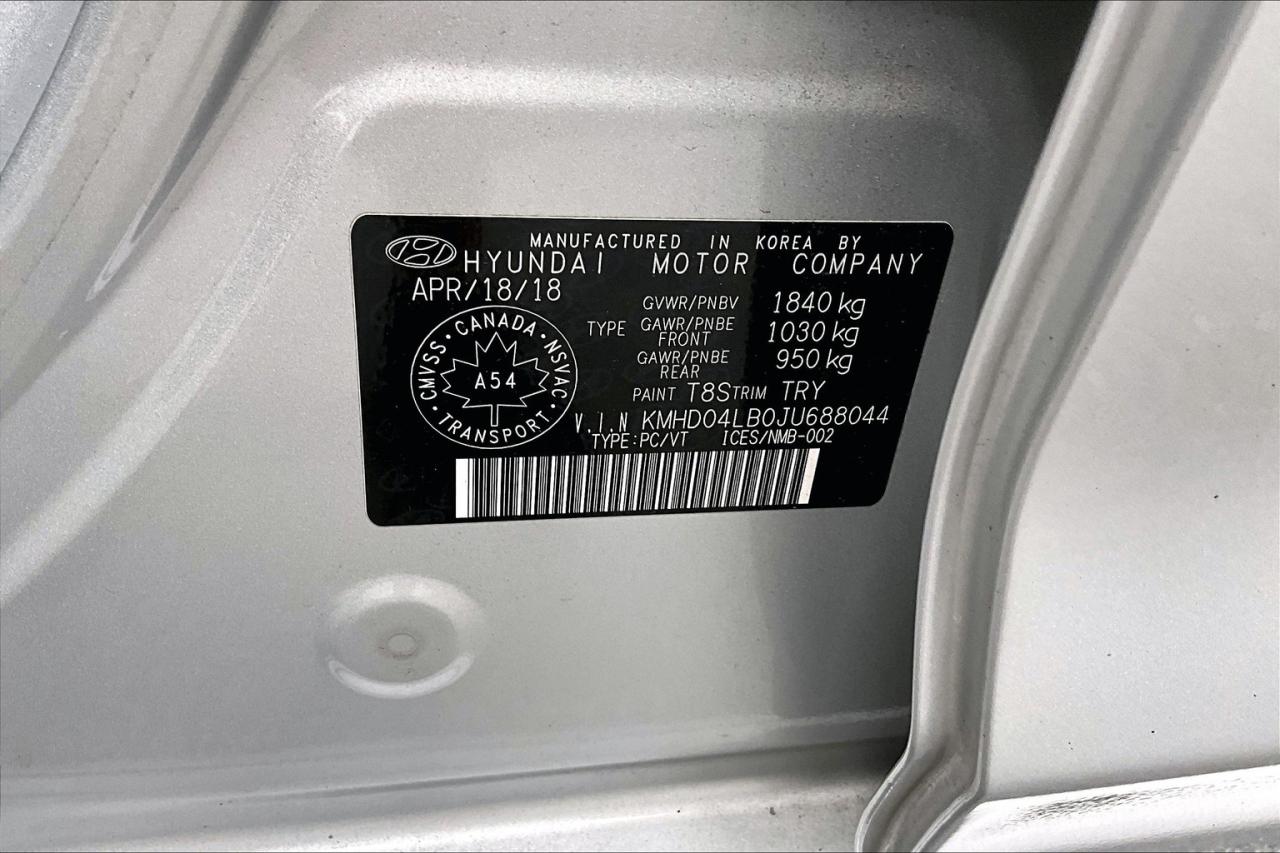 MANUFACTURED IN KOREA BY
HYUNDAI MOTOR COMPANY
APR/18/18
GVWR/PNBV 1840 kg
TYPE GAWR/PNBE FRONT 1030 kg
GAWR/PNBE REAR 950 kg
PAINT T8S TRIM TRY
V.I.N KMHD04LB0JU688044
TYPE:PC/VT ICES/NMB-002
CMVSS · CANADA · NSVAC
A54
· TRANSPORT ·